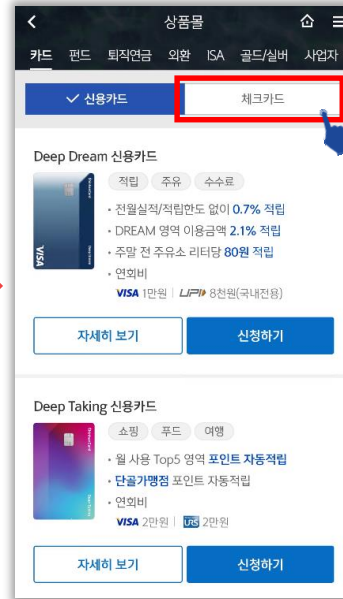 상품몰
카드 펀드 퇴직연금 외환 ISA 골드/실버 사업자
✓ 신용카드 체크카드
Deep Dream 신용카드
적립 주유 수수료
• 전월실적/적립한도 없이 0.7% 적립
• DREAM 영역 이용금액 2.1% 적립
• 주말 전 주유소 리터당 80원 적립
• 연회비
VISA 1만원 | UPI 8천원(국내전용)
VISA
자세히 보기 신청하기
Deep Taking 신용카드
쇼핑 푸드 여행
• 월 사용 Top5 영역 포인트 자동적립
• 단골가맹점 포인트 자동적립
• 연회비
VISA 2만원 | URS 2만원
자세히 보기 신청하기